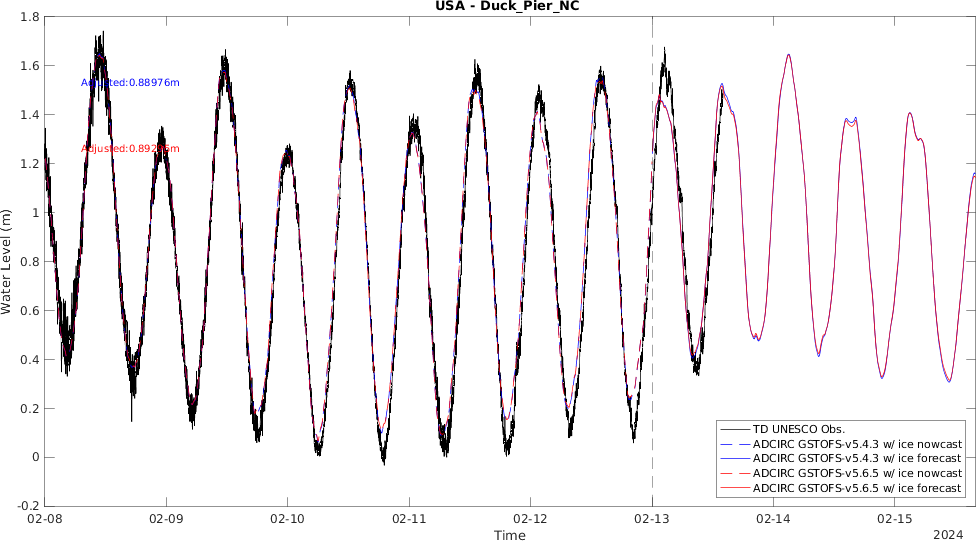 USA - Duck_Pier_NC
1.8
1.6
1.4
1.2
1
0.8
0.6
0.4
0.2
0
-0.2
Water Level (m)
Adjusted:0.88976m
TD UNESCO Obs.
ADCIRC GSTOFS-v5.4.3 w/ ice nowcast
ADCIRC GSTOFS-v5.4.3 w/ ice forecast
ADCIRC GSTOFS-v5.6.5 w/ ice nowcast
ADCIRC GSTOFS-v5.6.5 w/ ice forecast
02-08 02-09 02-10 02-11 02-12 02-13 02-14 02-15
Time
2024